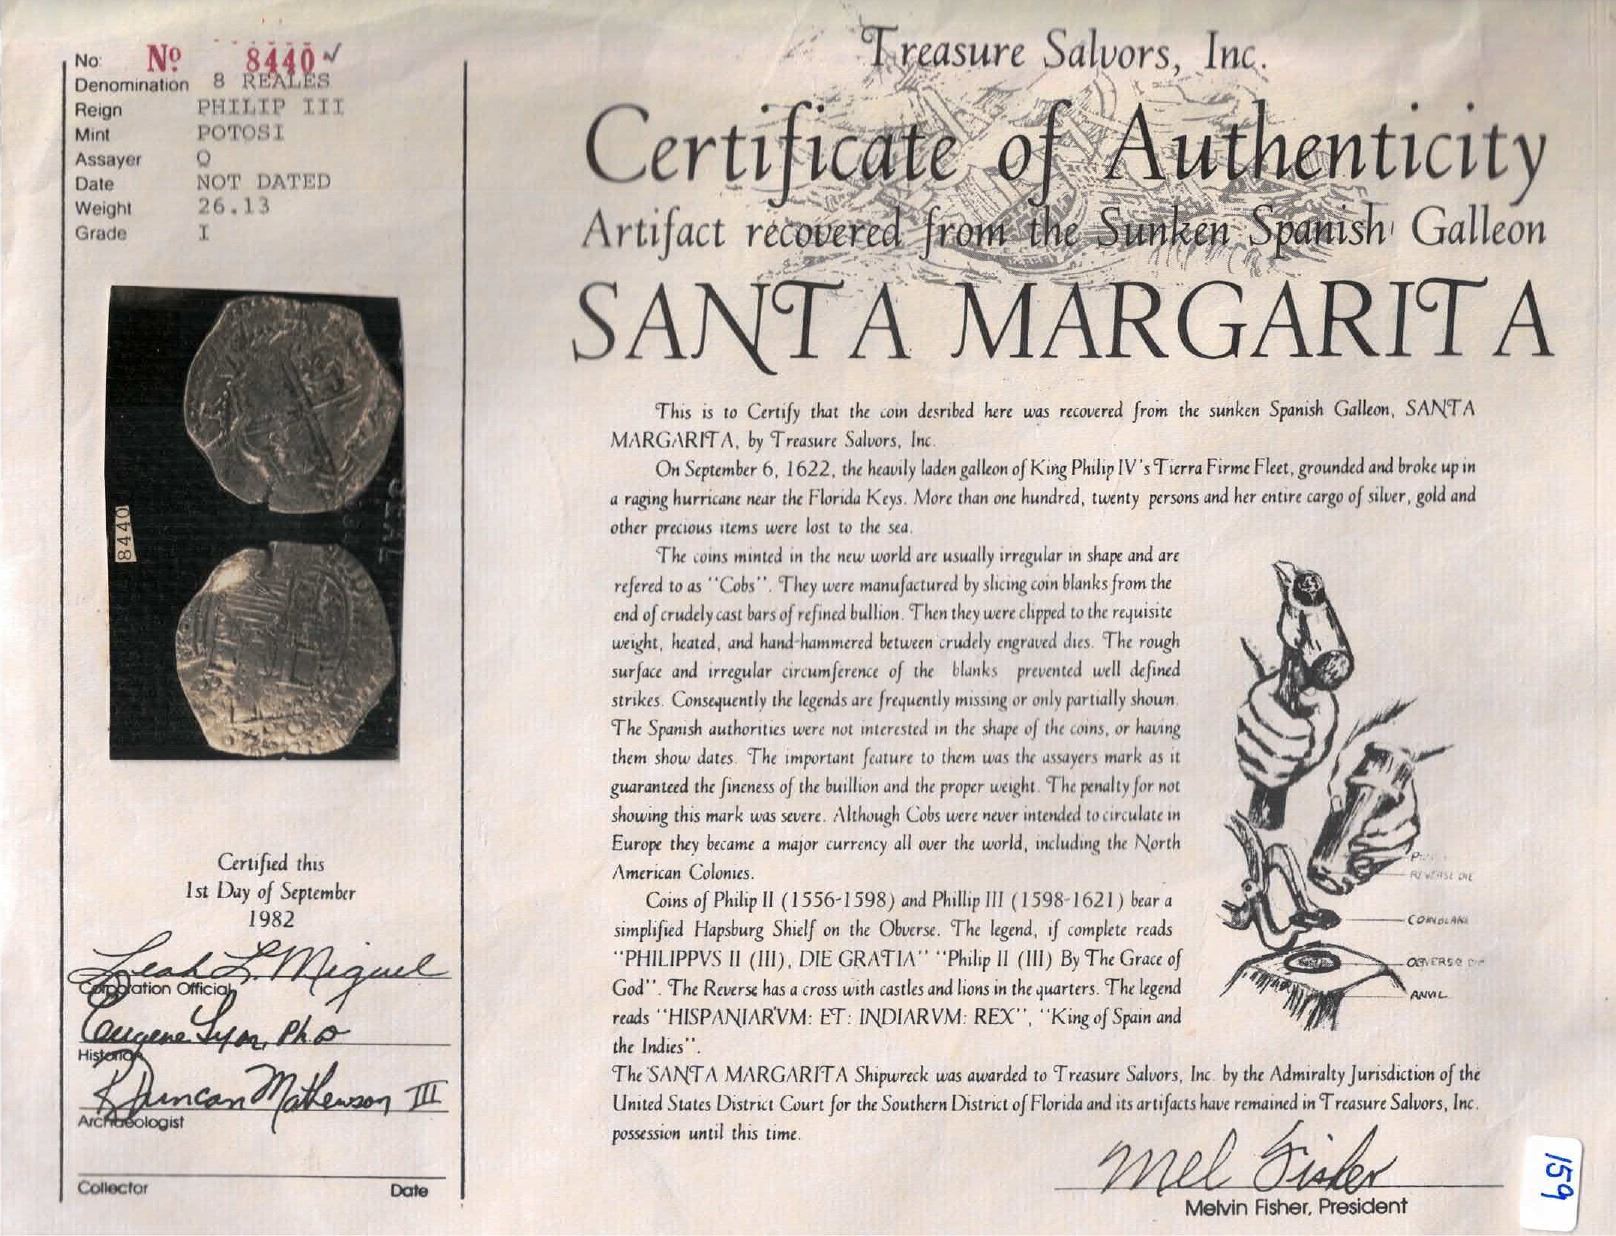 No: Nº 8440
Denomination 8 REALES
Reign PHILIP III
Mint POTOSI
Assayer Q
Date NOT DATED
Weight 26.13
Grade I
8440
Certified this
1st Day of September
1982
Leah L. Miguel
Corporation Official
Eugene Lyon, PhD
Historian
R Duncan Mathewson III
Archaeologist
Collector Date
Treasure Salvors, Inc.
Certificate of Authenticity
Artifact recovered from the Sunken Spanish Galleon
SANTA MARGARITA
This is to Certify that the coin desribed here was recovered from the sunken Spanish Galleon, SANTA
MARGARITA, by Treasure Salvors, Inc.
On September 6, 1622, the heavily laden galleon of King Philip IV's Tierra Firme Fleet, grounded and broke up in
a raging hurricane near the Florida Keys. More than one hundred, twenty persons and her entire cargo of silver, gold and
other precious items were lost to the sea.
The coins minted in the new world are usually irregular in shape and are
refered to as "Cobs". They were manufactured by slicing coin blanks from the
end of crudely cast bars of refined bullion. Then they were clipped to the requisite
weight, heated, and hand-hammered between crudely engraved dies. The rough
surface and irregular circumference of the blanks prevented well defined
strikes. Consequently the legends are frequently missing or only partially shown.
The Spanish authorities were not interested in the shape of the coins, or having
them show dates. The important feature to them was the assayers mark as it
guaranteed the fineness of the buillion and the proper weight. The penalty for not
showing this mark was severe. Although Cobs were never intended to circulate in
Europe they became a major currency all over the world, including the North
American Colonies.
Coins of Philip II (1556-1598) and Phillip III (1598-1621) bear a
simplified Hapsburg Shielf on the Obverse. The legend, if complete reads
"PHILIPPVS II (III), DIE GRATIA" "Philip II (III) By The Grace of
God". The Reverse has a cross with castles and lions in the quarters. The legend
reads "HISPANIARVM: ET: INDIARVM: REX", "King of Spain and
the Indies".
The SANTA MARGARITA Shipwreck was awarded to Treasure Salvors, Inc. by the Admiralty Jurisdiction of the
United States District Court for the Southern District of Florida and its artifacts have remained in Treasure Salvors, Inc.
possession until this time.
REVERSE DIE
COINBLANK
OBVERSE DIE
ANVIL
Mel Fisher
Melvin Fisher, President
159